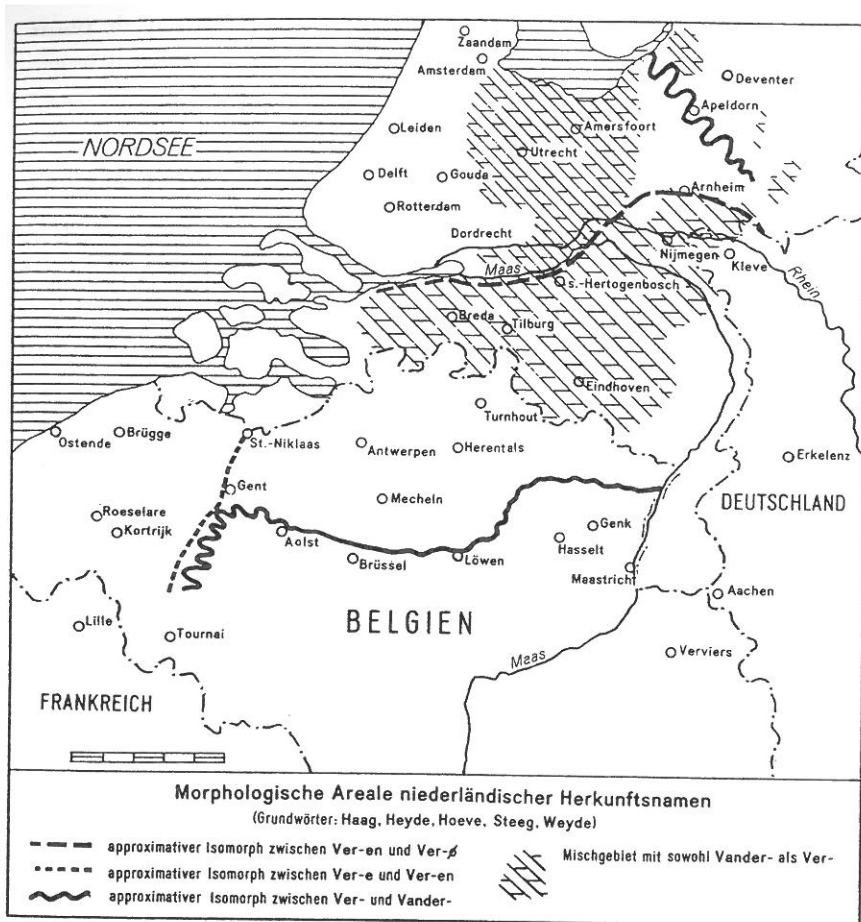 Zaandam
Amsterdam
Deventer
Apeldorn
Leiden
Amersfoort
NORDSEE
Utrecht
Delft
Gouda
Arnheim
Rotterdam
Dordrecht
Nijmegen
Kleve
Maas
Rhein
s.-Hertogenbosch
Breda
Tilburg
Eindhoven
Turnhout
Ostende
Brügge
St.-Niklaas
Antwerpen
Herentals
Erkelenz
Gent
Mecheln
DEUTSCHLAND
Roeselare
Kortrijk
Genk
Aolst
Hasselt
Brüssel
Löwen
Maastricht
Aachen
Lille
Tournai
BELGIEN
Maas
Verviers
FRANKREICH
Morphologische Areale niederländischer Herkunftsnamen
(Grundwörter: Haag, Heyde, Hoeve, Steeg, Weyde)
approximativer Isomorph zwischen Ver-en und Ver-ø
approximativer Isomorph zwischen Ver-e und Ver-en
approximativer Isomorph zwischen Ver- und Vander-
Mischgebiet mit sowohl Vander- als Ver-